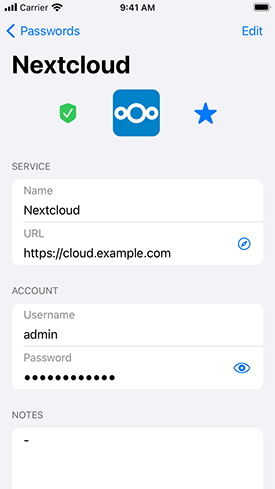 Carrier 9:41 AM
Passwords Edit
Nextcloud
SERVICE
Name
Nextcloud
URL
https://cloud.example.com
ACCOUNT
Username
admin
Password
●●●●●●●●●●●●
NOTES
-